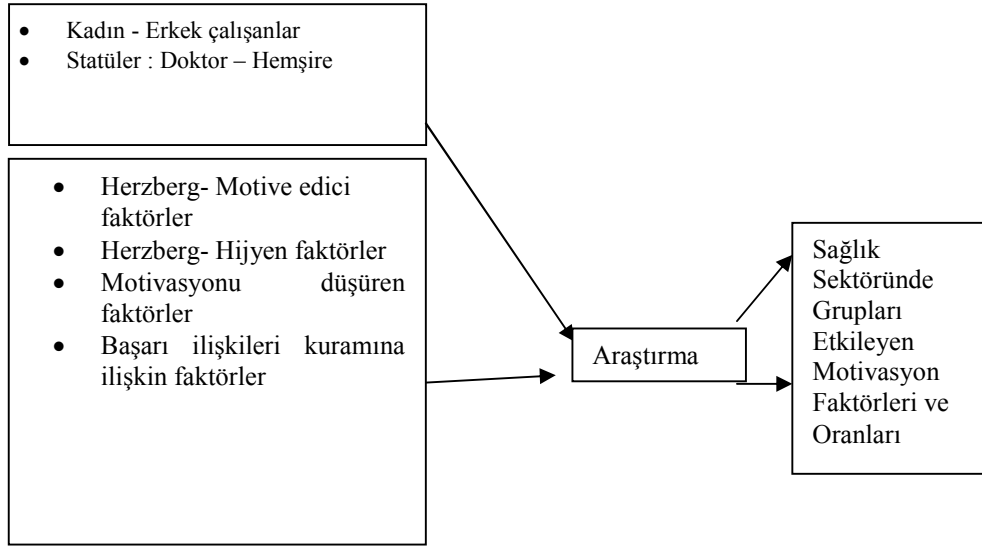 • Kadın - Erkek çalışanlar
• Statüler : Doktor – Hemşire
• Herzberg- Motive edici
faktörler
• Herzberg- Hijyen faktörler
• Motivasyonu düşüren
faktörler
• Başarı ilişkileri kuramına
ilişkin faktörler
Araştırma
Sağlık
Sektöründe
Grupları
Etkileyen
Motivasyon
Faktörleri ve
Oranları